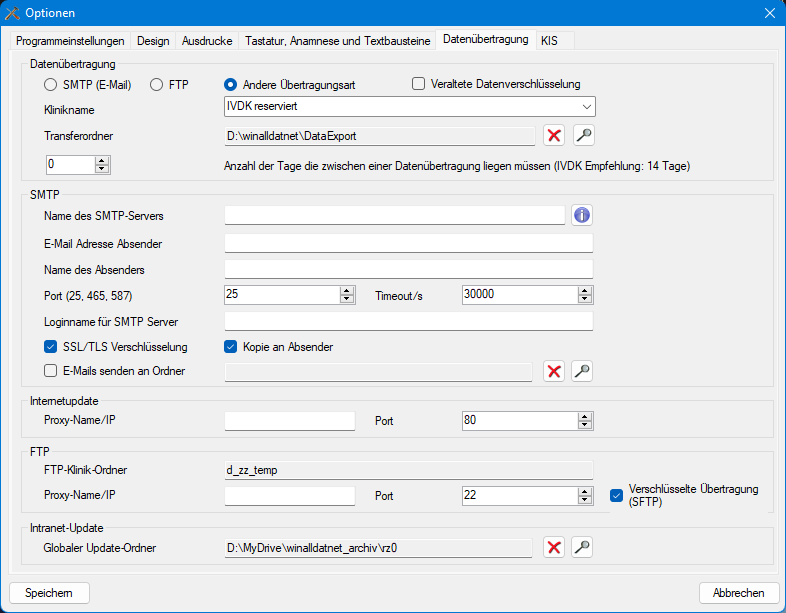 Optionen
Programmeinstellungen Design Ausdrucke Tastatur, Anamnese und Textbausteine Datenübertragung KIS
Datenübertragung
SMTP (E-Mail) FTP Andere Übertragungsart Veraltete Datenverschlüsselung
Klinikname IVDK reserviert
Transferordner D:\winalldatnet\DataExport
0 Anzahl der Tage die zwischen einer Datenübertragung liegen müssen (IVDK Empfehlung: 14 Tage)
SMTP
Name des SMTP-Servers
E-Mail Adresse Absender
Name des Absenders
Port (25, 465, 587) 25 Timeout/s 30000
Loginname für SMTP Server
SSL/TLS Verschlüsselung Kopie an Absender
E-Mails senden an Ordner
Internetupdate
Proxy-Name/IP Port 80
FTP
FTP-Klinik-Ordner d_zz_temp
Proxy-Name/IP Port 22 Verschlüsselte Übertragung
(SFTP)
Intranet-Update
Globaler Update-Ordner D:\MyDrive\winalldatnet_archiv\rz0
Speichern Abbrechen